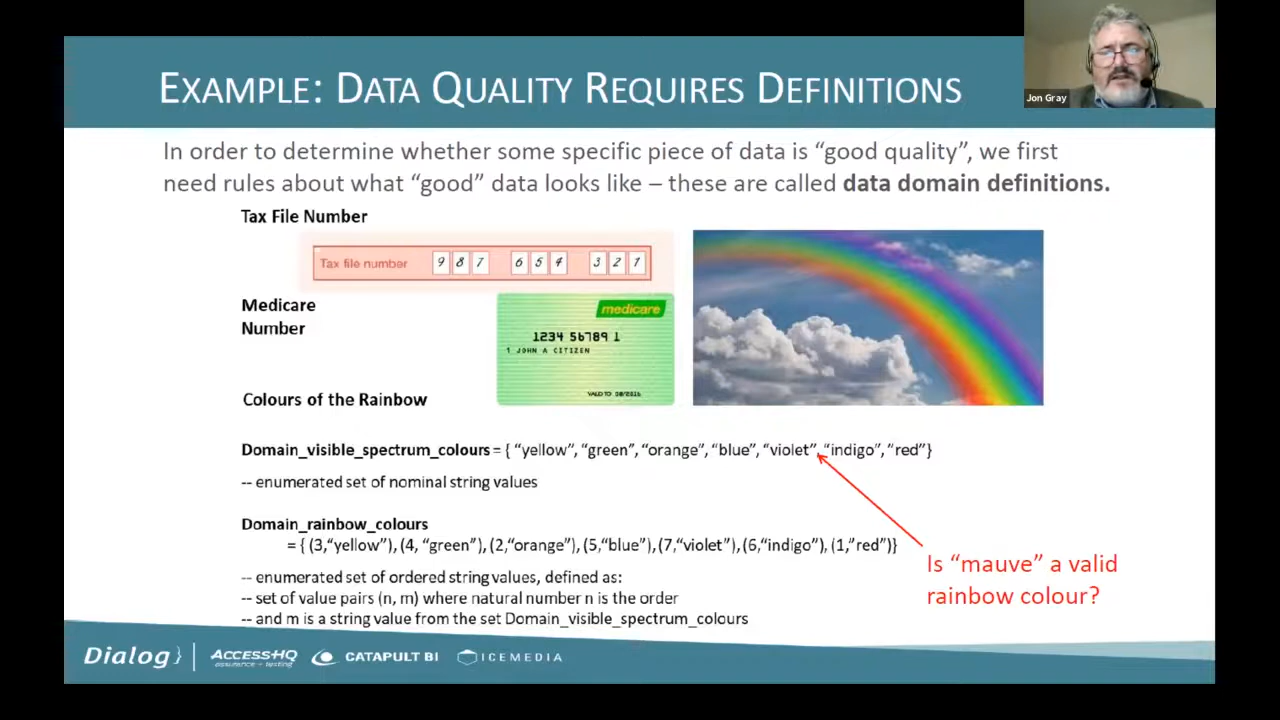 EXAMPLE: DATA QUALITY REQUIRES DEFINITIONS
Jon Gray
In order to determine whether some specific piece of data is “good quality”, we first
need rules about what “good” data looks like – these are called data domain definitions.
Tax File Number
Tax file number 9 8 7 6 5 4 3 2 1
Medicare
Number
medicare
1234 56789 1
1 JOHN A CITIZEN
VALID TO 08/2016
Colours of the Rainbow
Domain_visible_spectrum_colours = { “yellow”, “green”, “orange”, “blue”, “violet”, “indigo”, “red”}
-- enumerated set of nominal string values
Domain_rainbow_colours
= { (3,“yellow”), (4, “green”), (2,“orange”), (5,“blue”), (7,“violet”), (6,“indigo”), (1,”red”)}
-- enumerated set of ordered string values, defined as:
-- set of value pairs (n, m) where natural number n is the order
-- and m is a string value from the set Domain_visible_spectrum_colours
Is “mauve” a valid
rainbow colour?
Dialog}
ACCESSHQ
assurance + testing
CATAPULT BI
ICEMEDIA